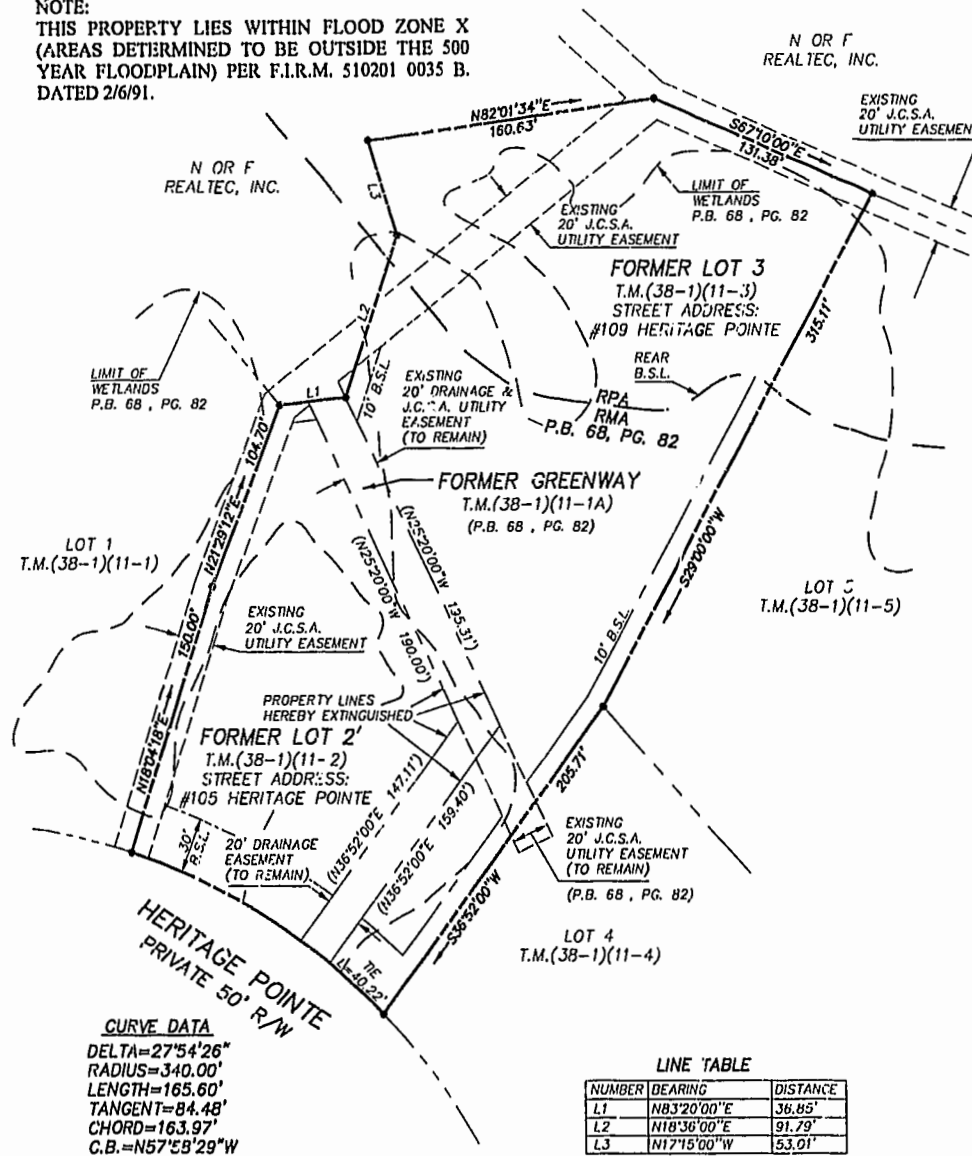 NOTE:
THIS PROPERTY LIES WITHIN FLOOD ZONE X
(AREAS DETERMINED TO BE OUTSIDE THE 500
YEAR FLOODPLAIN) PER F.I.R.M. 510201 0035 B.
DATED 2/6/91.
N OR F
REALTEC, INC.
EXISTING
20' J.C.S.A.
UTILITY EASEMENT
N82°01'34"E
160.63'
S67°10'00"E
131.38'
N OR F
REALTEC, INC.
L3
LIMIT OF
WETLANDS
P.B. 68 , PG. 82
EXISTING
20' J.C.S.A.
UTILITY EASEMENT
FORMER LOT 3
T.M.(38-1)(11-3)
STREET ADDRESS:
#109 HERITAGE POINTE
315.11'
L2
REAR
B.S.L.
LIMIT OF
WETLANDS
P.B. 68 , PG. 82
L1
10' B.S.L.
EXISTING
20' DRAINAGE &
J.C.S.A. UTILITY
EASEMENT
(TO REMAIN)
RPA
RMA
P.B. 68, PG. 82
104.70'
N21°29'12"E
FORMER GREENWAY
T.M.(38-1)(11-1A)
(P.B. 68 , PG. 82)
LOT 1
T.M.(38-1)(11-1)
(N25°20'00"W 135.31')
(N25°20'00"W 190.00')
S29°00'00"W
LOT 5
T.M.(38-1)(11-5)
150.00'
N18°04'18"E
EXISTING
20' J.C.S.A.
UTILITY EASEMENT
10' B.S.L.
PROPERTY LINES
HEREBY EXTINGUISHED
FORMER LOT 2'
T.M.(38-1)(11-2)
STREET ADDRESS:
#105 HERITAGE POINTE
205.71'
(N36°52'00"E 147.11')
(N36°52'00"E 159.40')
30'
B.S.L.
20' DRAINAGE
EASEMENT
(TO REMAIN)
EXISTING
20' J.C.S.A.
UTILITY EASEMENT
(TO REMAIN)
(P.B. 68 , PG. 82)
S36°52'00"W
LOT 4
T.M.(38-1)(11-4)
TIE
L=40.22'
HERITAGE POINTE
PRIVATE 50' R/W
CURVE DATA
DELTA=27°54'26"
RADIUS=340.00'
LENGTH=165.60'
TANGENT=84.48'
CHORD=163.97'
C.B.=N57°58'29"W
LINE TABLE
NUMBER BEARING DISTANCE
L1 N83°20'00"E 36.85'
L2 N18°36'00"E 91.79'
L3 N17°15'00"W 53.01'